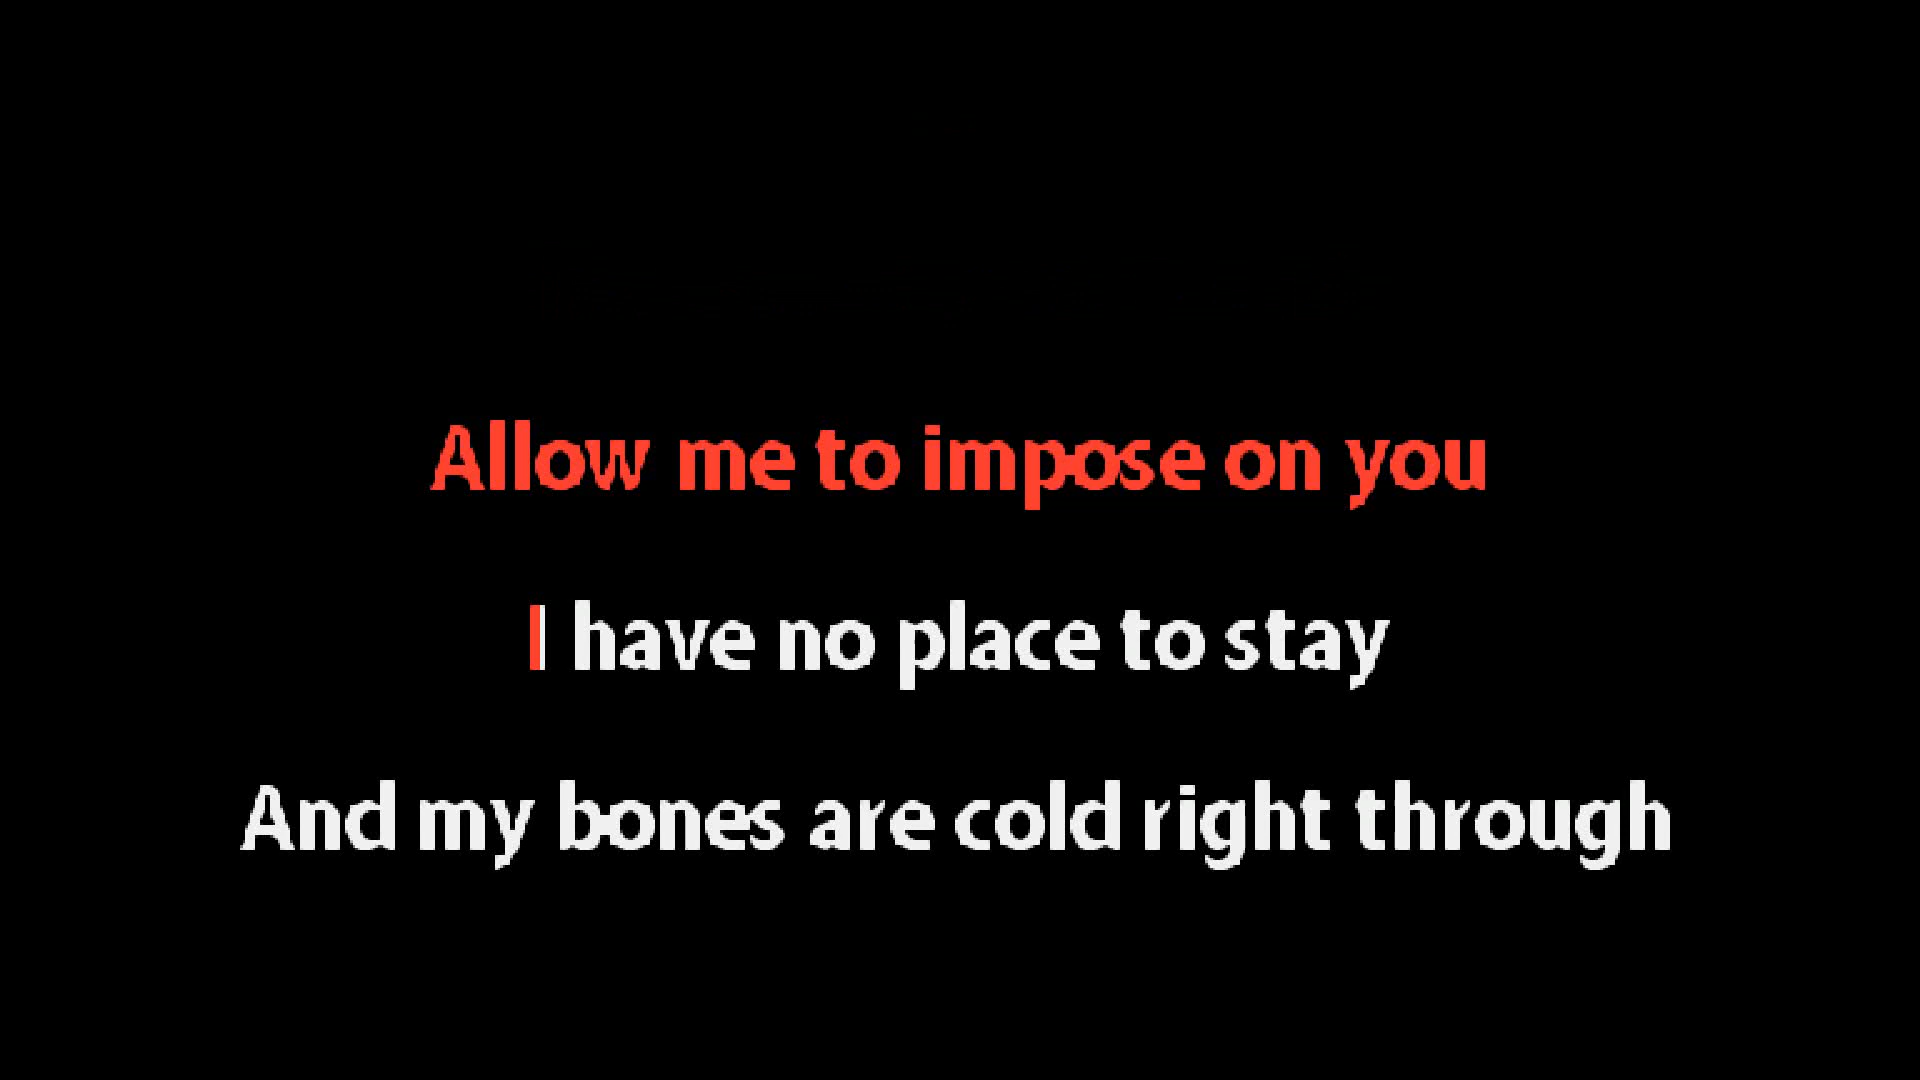 Allow me to impose on you
I have no place to stay
And my bones are cold right through